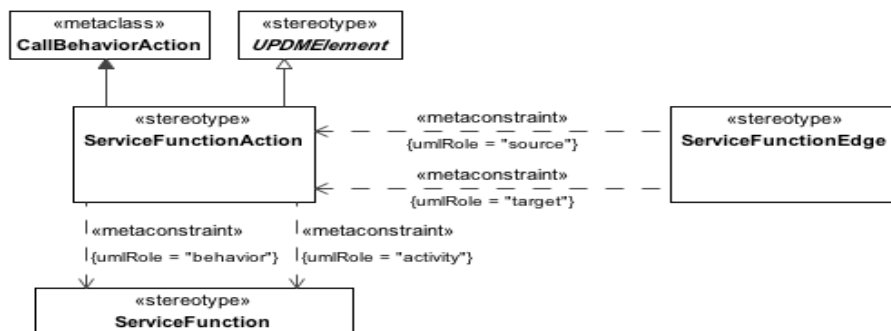 «metaclass»
CallBehaviorAction
«stereotype»
UPDMElement
«stereotype»
ServiceFunctionAction
«metaconstraint»
{umlRole = "source"}
«metaconstraint»
{umlRole = "target"}
«stereotype»
ServiceFunctionEdge
«metaconstraint»
{umlRole = "behavior"}
«metaconstraint»
{umlRole = "activity"}
«stereotype»
ServiceFunction